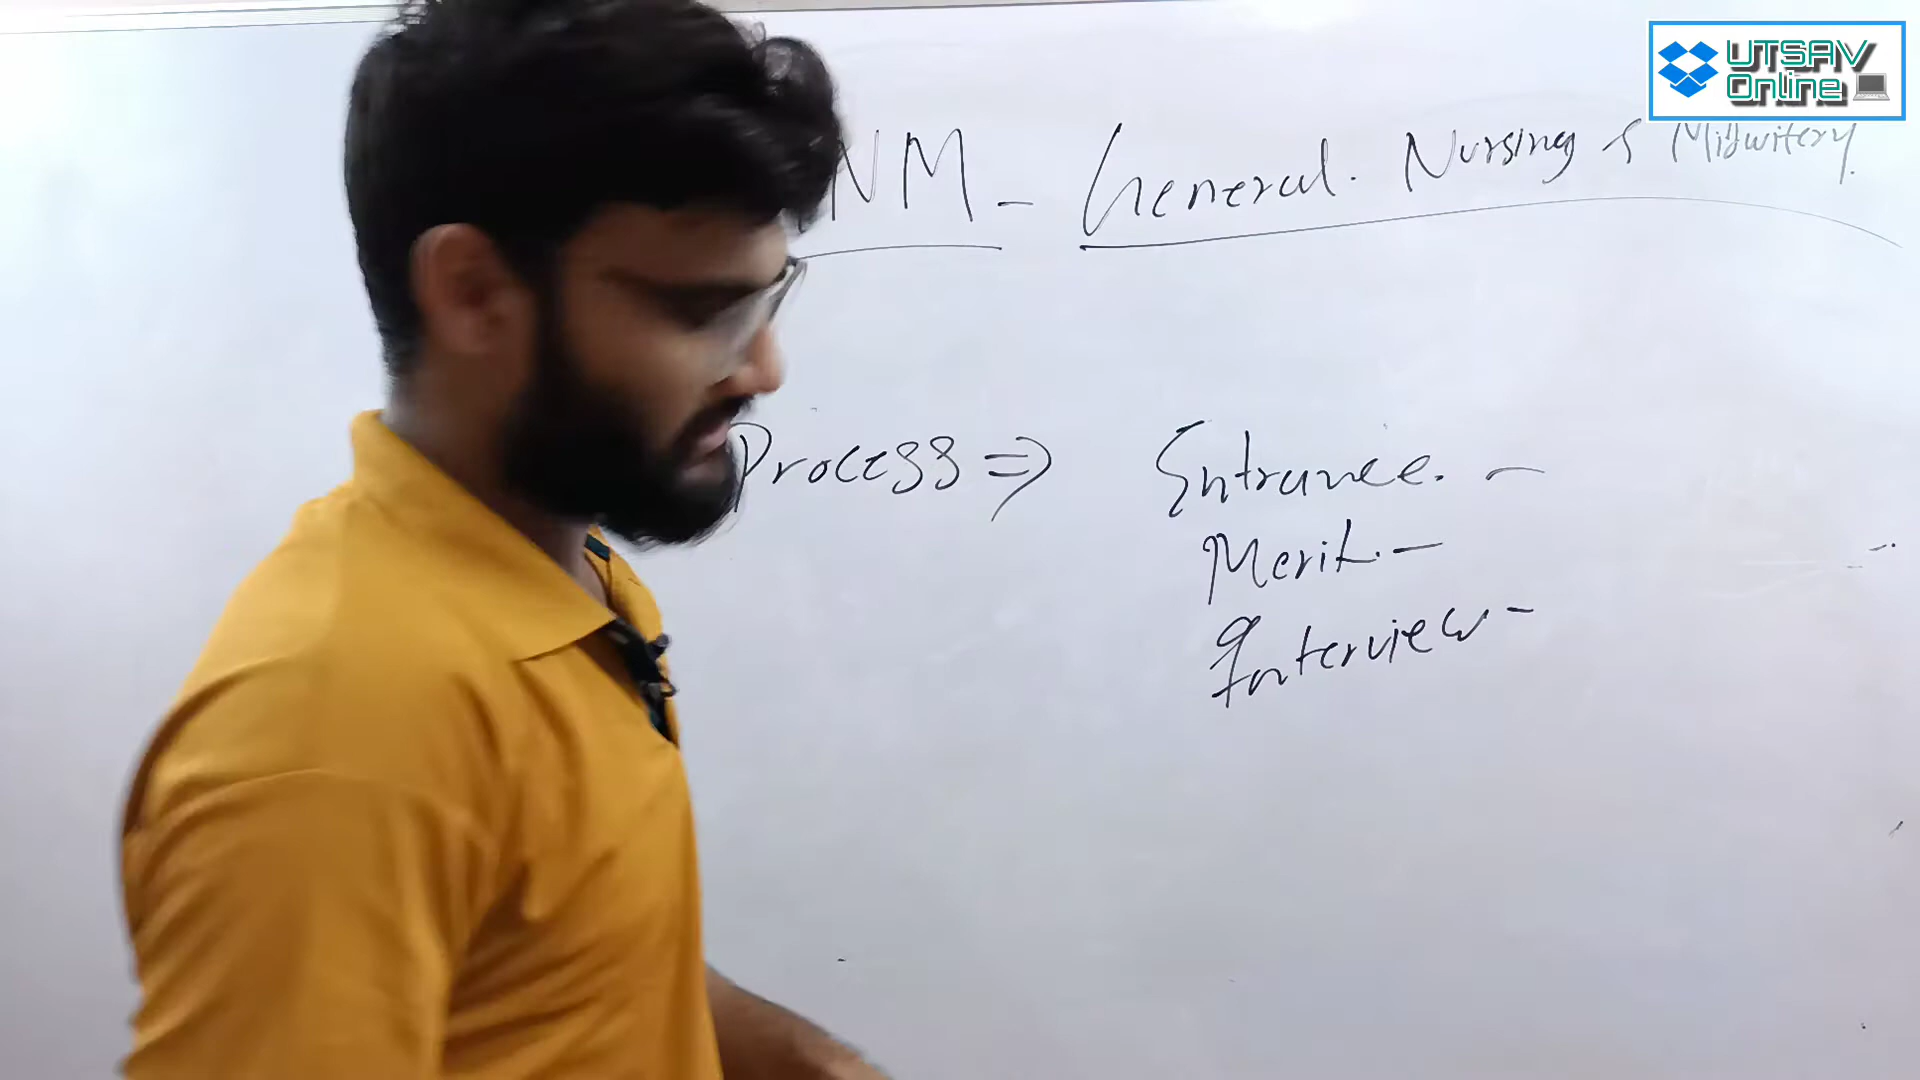 UTSAV
Online
NM - General. Nursing & Midwifery.
Process ⇒ Entrance. -
Merit. -
Interview -